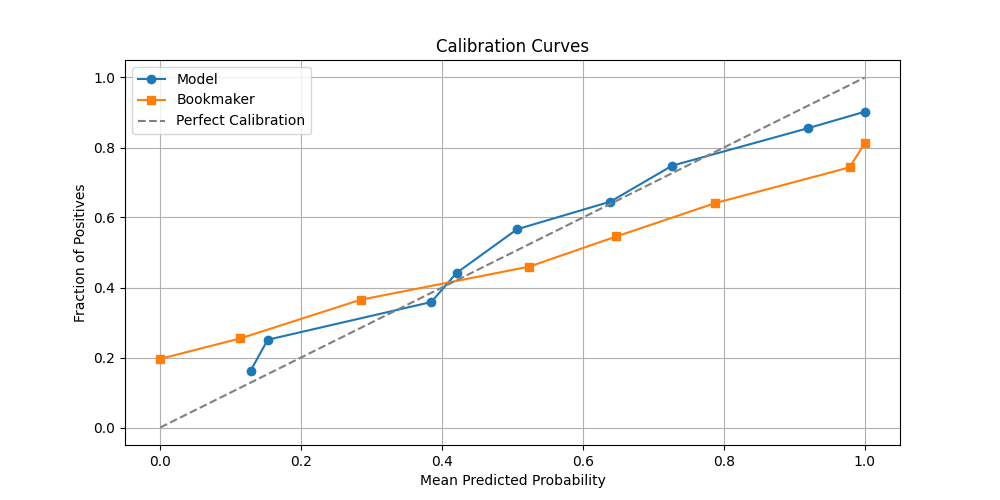 Calibration Curves
Model
Bookmaker
Perfect Calibration
Fraction of Positives
1.0
0.8
0.6
0.4
0.2
0.0
0.0 0.2 0.4 0.6 0.8 1.0
Mean Predicted Probability